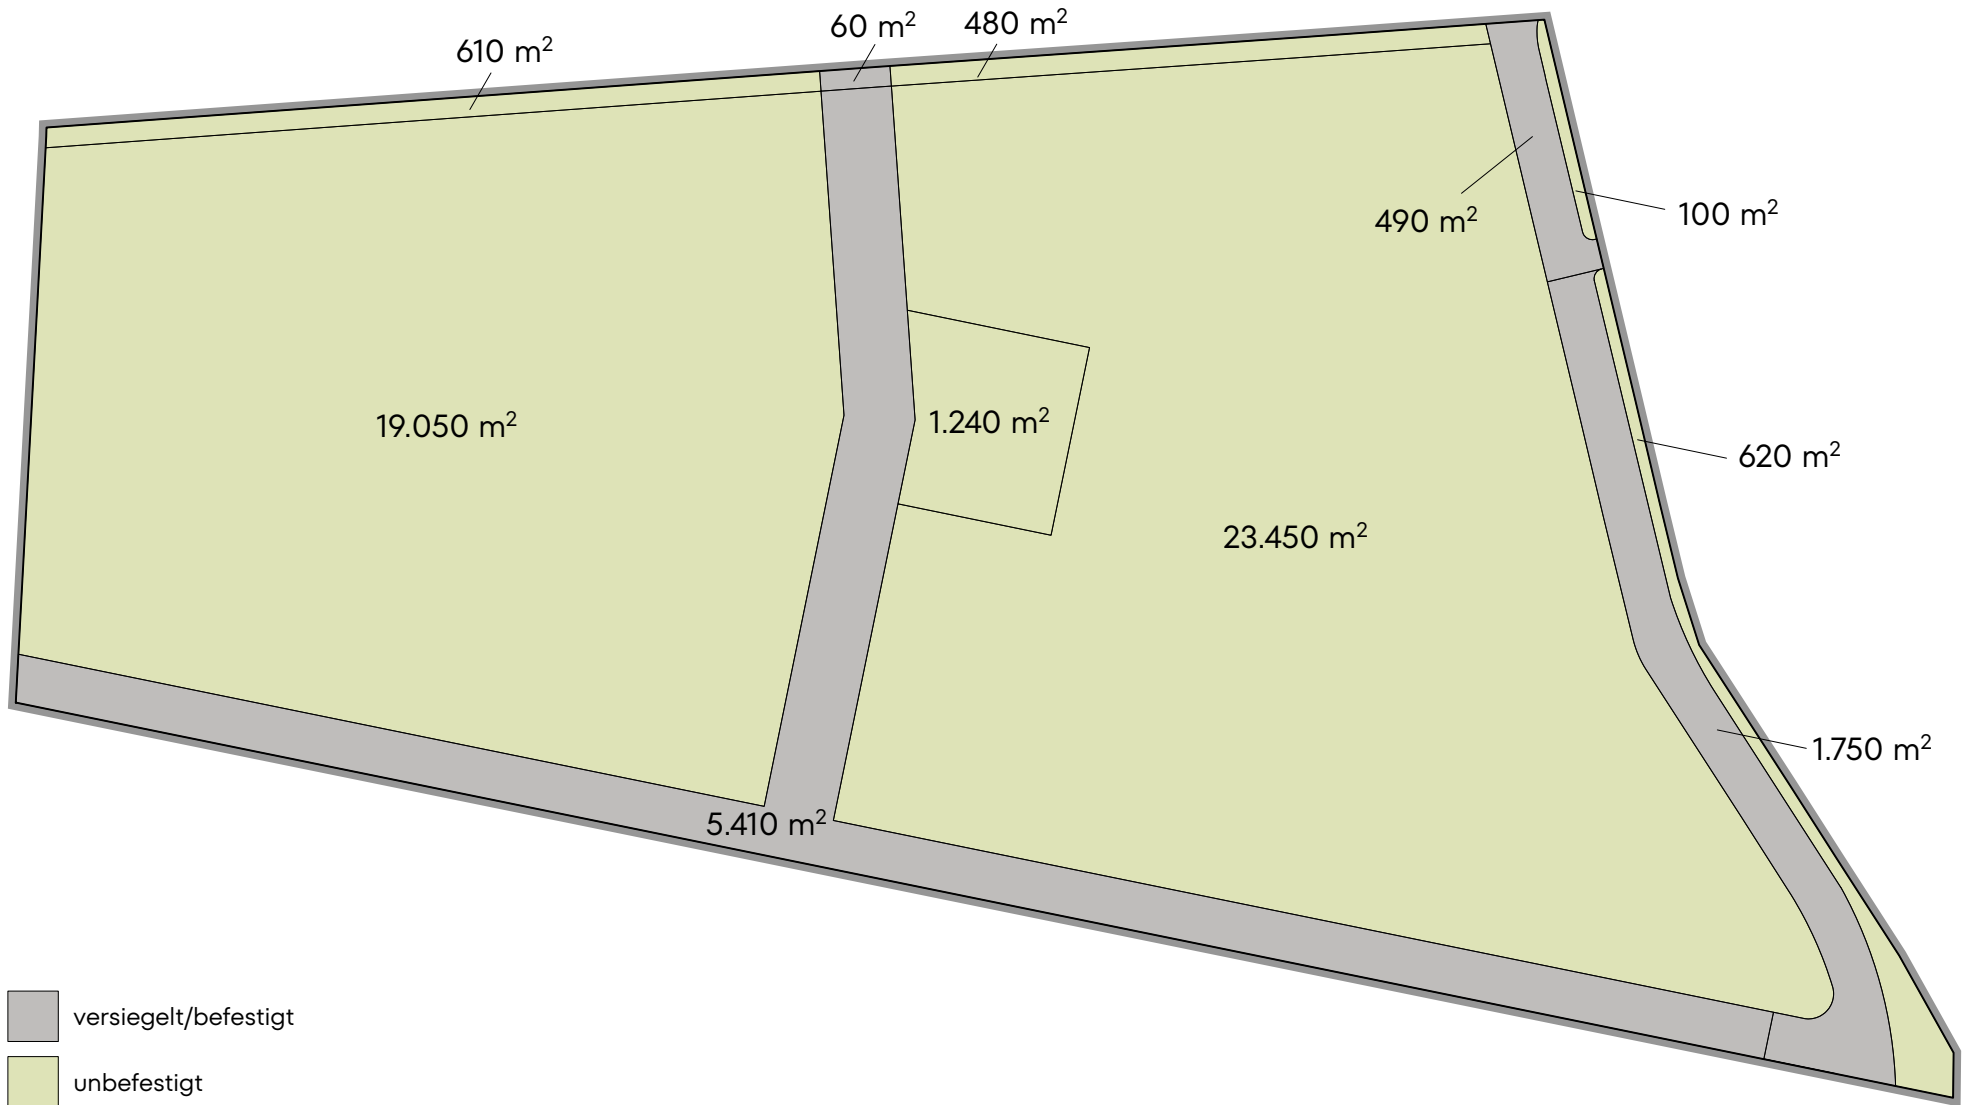 60 m²
480 m²
610 m²
490 m²
100 m²
19.050 m²
1.240 m²
620 m²
23.450 m²
1.750 m²
5.410 m²
versiegelt/befestigt
unbefestigt